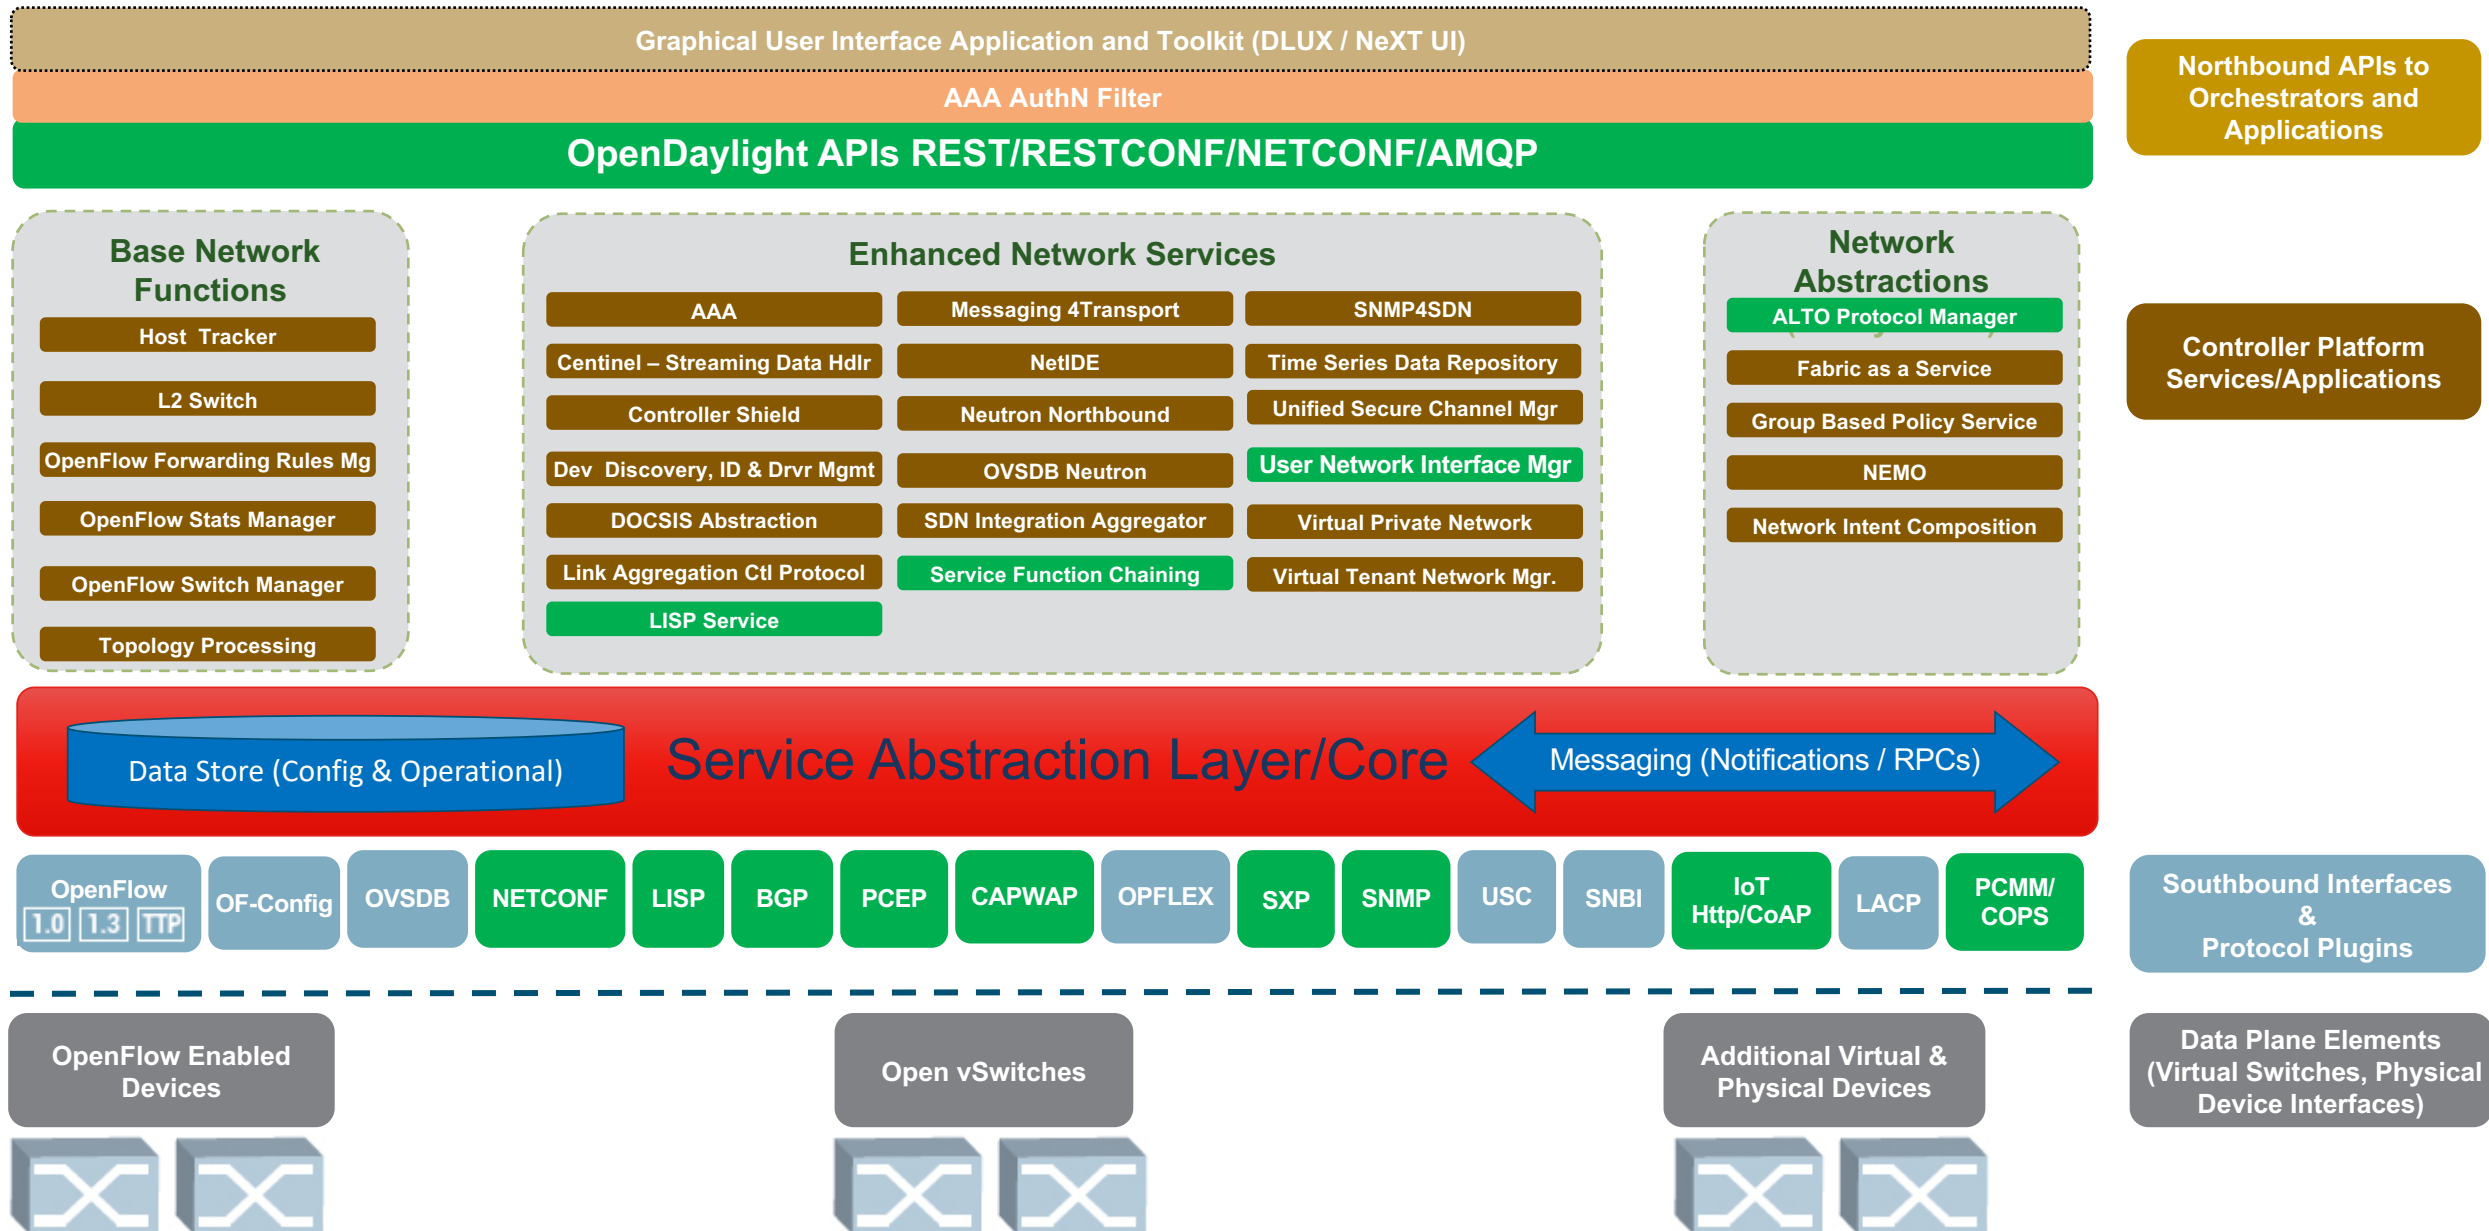 Graphical User Interface Application and Toolkit (DLUX / NeXT UI)
AAA AuthN Filter
OpenDaylight APIs REST/RESTCONF/NETCONF/AMQP
Northbound APIs to
Orchestrators and
Applications
Base Network
Functions
Host Tracker
L2 Switch
OpenFlow Forwarding Rules Mg
OpenFlow Stats Manager
OpenFlow Switch Manager
Topology Processing
Enhanced Network Services
AAA
Centinel – Streaming Data Hdlr
Controller Shield
Dev Discovery, ID & Drvr Mgmt
DOCSIS Abstraction
Link Aggregation Ctl Protocol
LISP Service
Messaging 4Transport
NetIDE
Neutron Northbound
OVSDB Neutron
SDN Integration Aggregator
Service Function Chaining
SNMP4SDN
Time Series Data Repository
Unified Secure Channel Mgr
User Network Interface Mgr
Virtual Private Network
Virtual Tenant Network Mgr.
Network
Abstractions
ALTO Protocol Manager
Fabric as a Service
Group Based Policy Service
NEMO
Network Intent Composition
Controller Platform
Services/Applications
Data Store (Config & Operational)
Service Abstraction Layer/Core
Messaging (Notifications / RPCs)
OpenFlow
1.0 1.3 TTP
OF-Config
OVSDB
NETCONF
LISP
BGP
PCEP
CAPWAP
OPFLEX
SXP
SNMP
USC
SNBI
IoT
Http/CoAP
LACP
PCMM/
COPS
Southbound Interfaces
&
Protocol Plugins
OpenFlow Enabled
Devices
Open vSwitches
Additional Virtual &
Physical Devices
Data Plane Elements
(Virtual Switches, Physical
Device Interfaces)